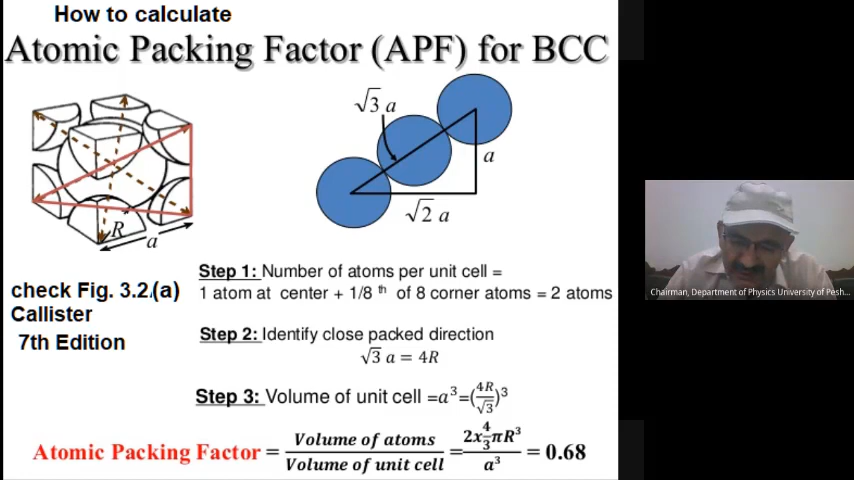 How to calculate
Atomic Packing Factor (APF) for BCC
√3 a
a
√2 a
R
a
check Fig. 3.2.(a)
Callister
7th Edition
Step 1: Number of atoms per unit cell =
1 atom at center + 1/8 th of 8 corner atoms = 2 atoms
Step 2: Identify close packed direction
√3 a = 4R
Step 3: Volume of unit cell =a³=(4R/√3)³
Atomic Packing Factor = Volume of atoms / Volume of unit cell = 2x4/3πR³ / a³ = 0.68
Chairman, Department of Physics University of Pesh...